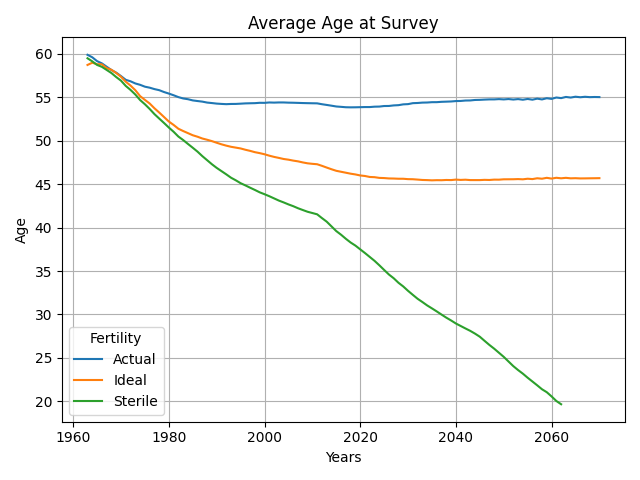 Average Age at Survey
Age
60
55
50
45
40
35
30
25
20
Fertility
Actual
Ideal
Sterile
1960 1980 2000 2020 2040 2060
Years